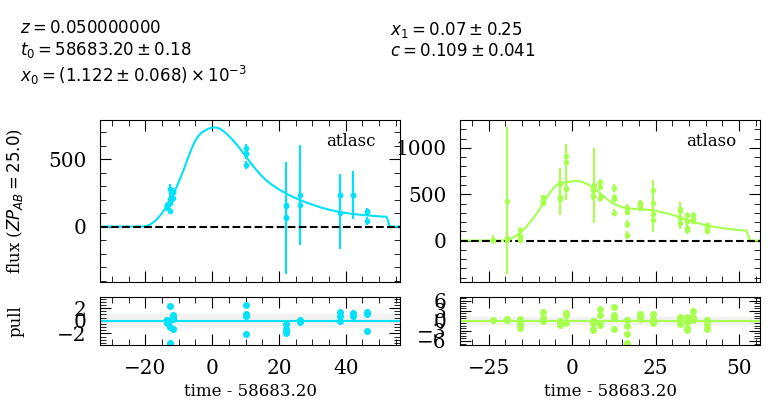 z = 0.050000000
t₀ = 58683.20 ± 0.18
x₀ = (1.122 ± 0.068) × 10⁻³
x₁ = 0.07 ± 0.25
c = 0.109 ± 0.041
flux (ZP_AB = 25.0)
atlasc
500
0
atlaso
1000
500
0
pull
2
0
−2
6
3
0
−3
−6
−20 0 20 40
−25 0 25 50
time - 58683.20
time - 58683.20